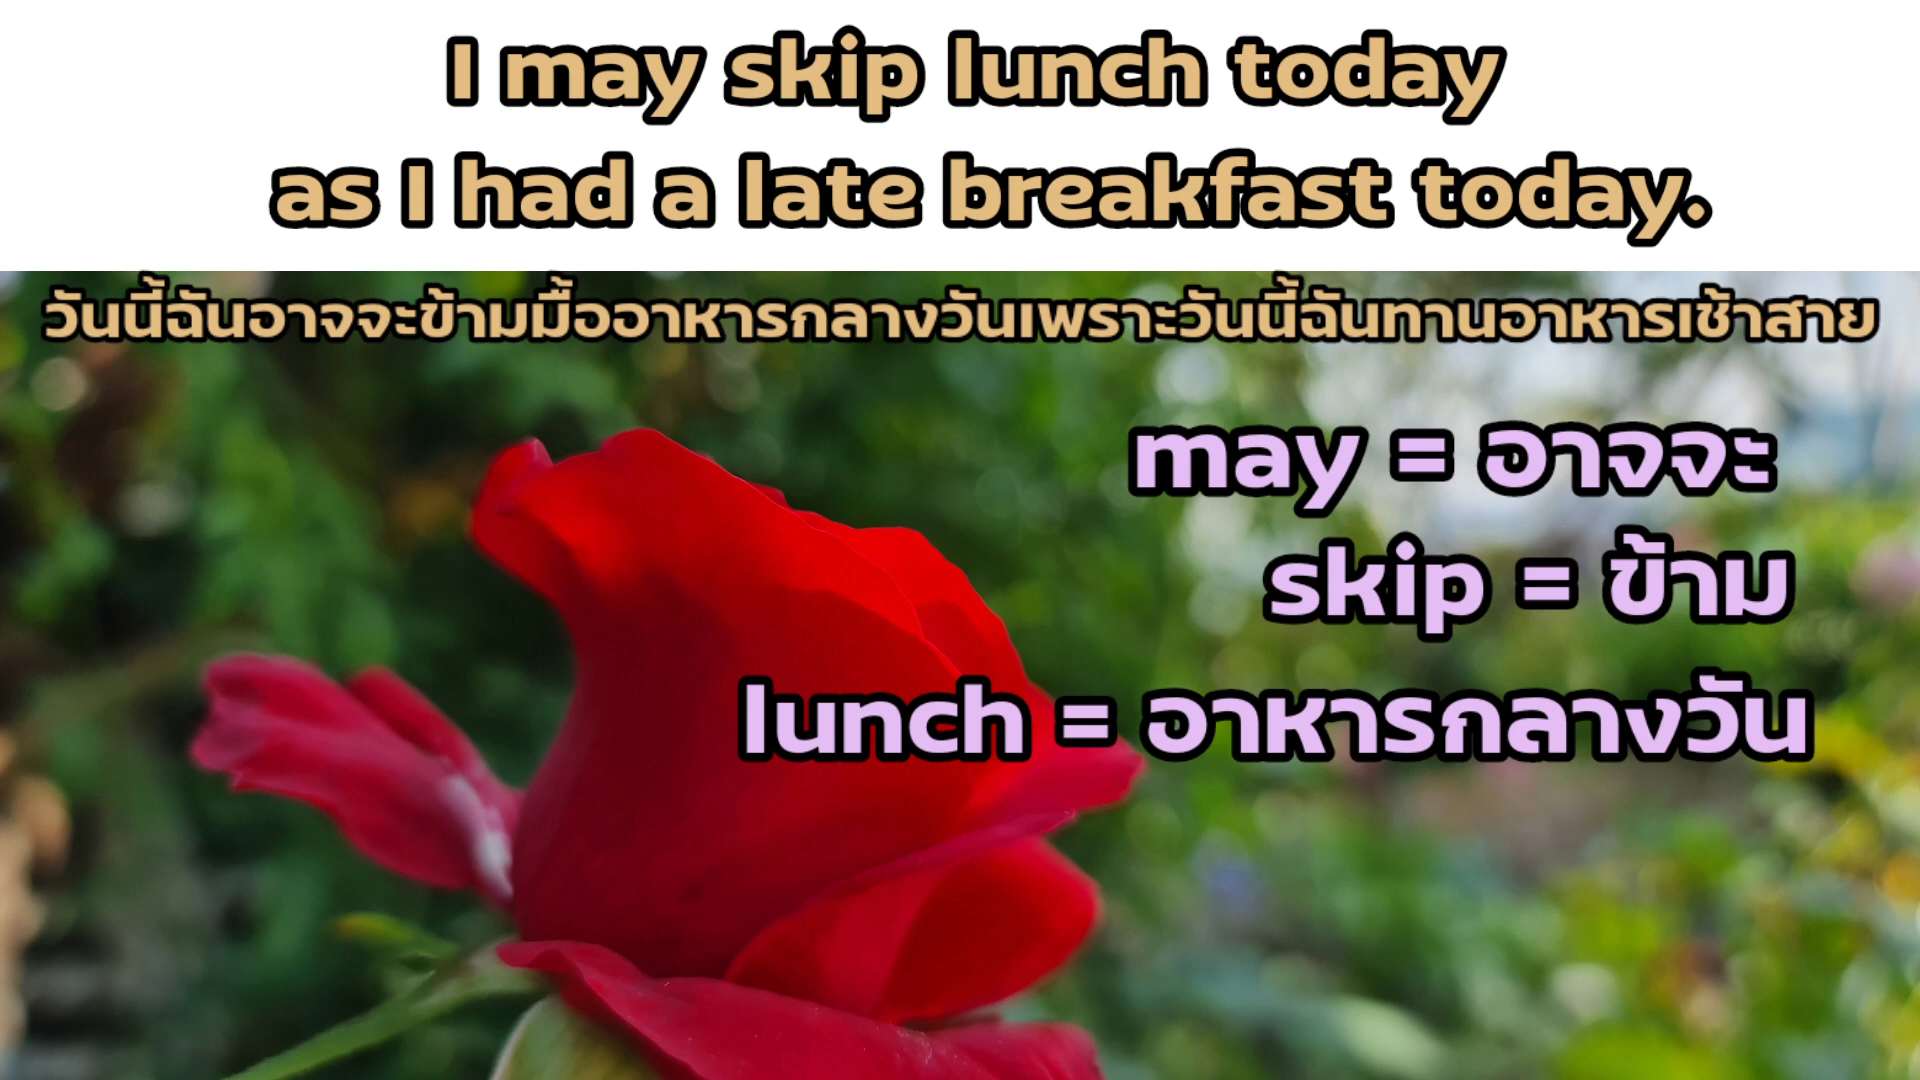 I may skip lunch today
as I had a late breakfast today.
วันนี้ฉันอาจจะข้ามมื้ออาหารกลางวันเพราะวันนี้ฉันทานอาหารเช้าสาย
may = อาจจะ
skip = ข้าม
lunch = อาหารกลางวัน